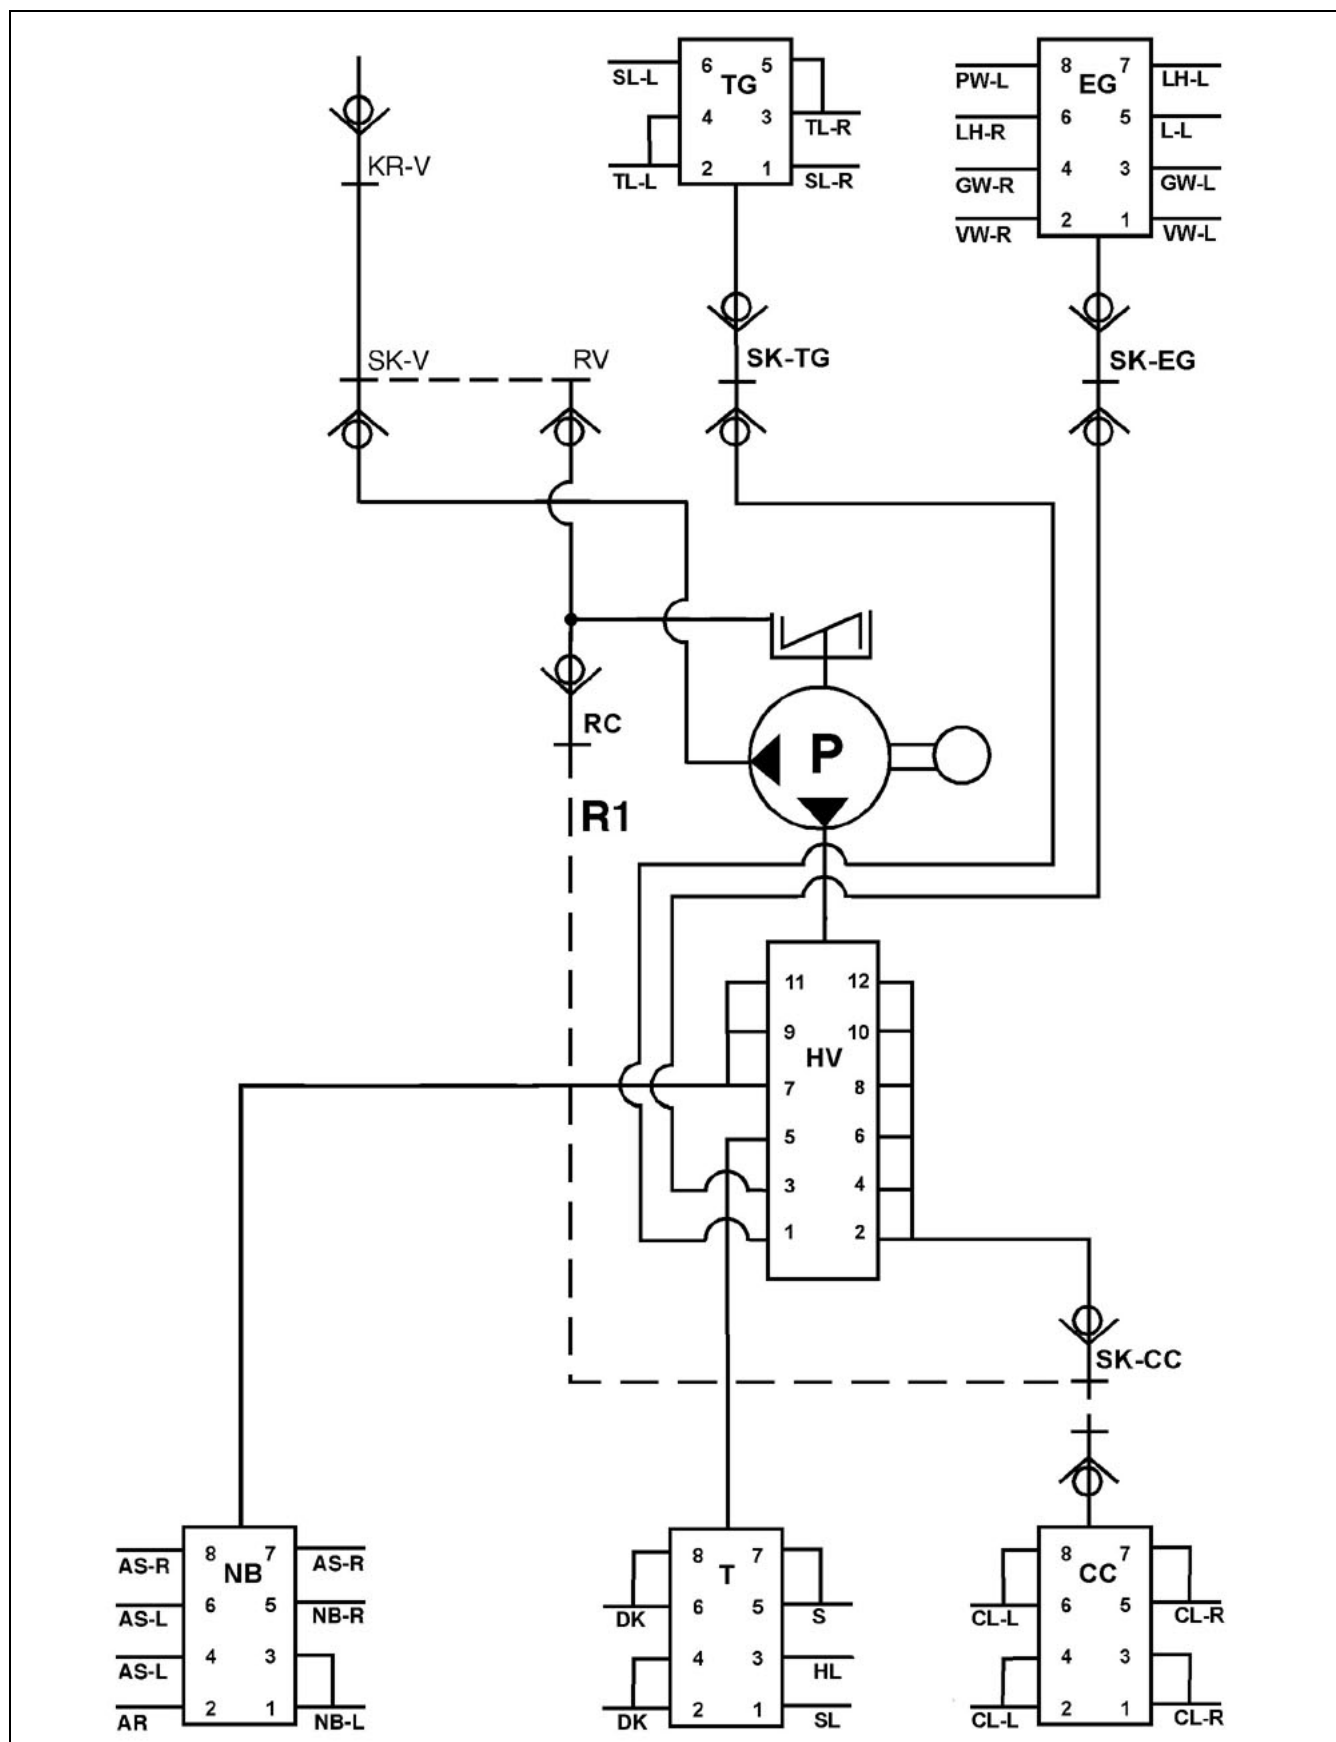 KR-V
SK-V
RV
SL-L
6 5
TG
4 3
TL-R
TL-L
2 1
SL-R
SK-TG
PW-L
8 7
EG
LH-L
LH-R
6 5
L-L
GW-R
4 3
GW-L
VW-R
2 1
VW-L
SK-EG
RC
R1
P
11 12
9 10
HV
7 8
5 6
3 4
1 2
SK-CC
AS-R
8 7
NB
AS-R
AS-L
6 5
NB-R
AS-L
4 3
AR
2 1
NB-L
8 7
T
DK
6 5
S
4 3
HL
DK
2 1
SL
8 7
CC
CL-L
6 5
CL-R
4 3
CL-L
2 1
CL-R